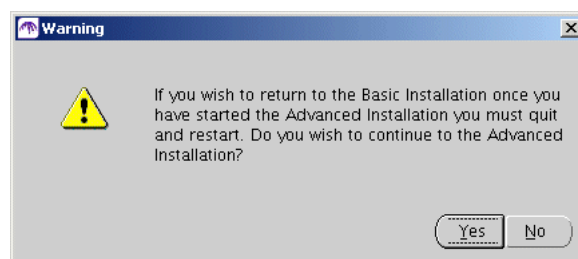 Warning
If you wish to return to the Basic Installation once you
have started the Advanced Installation you must quit
and restart. Do you wish to continue to the Advanced
Installation?
Yes
No